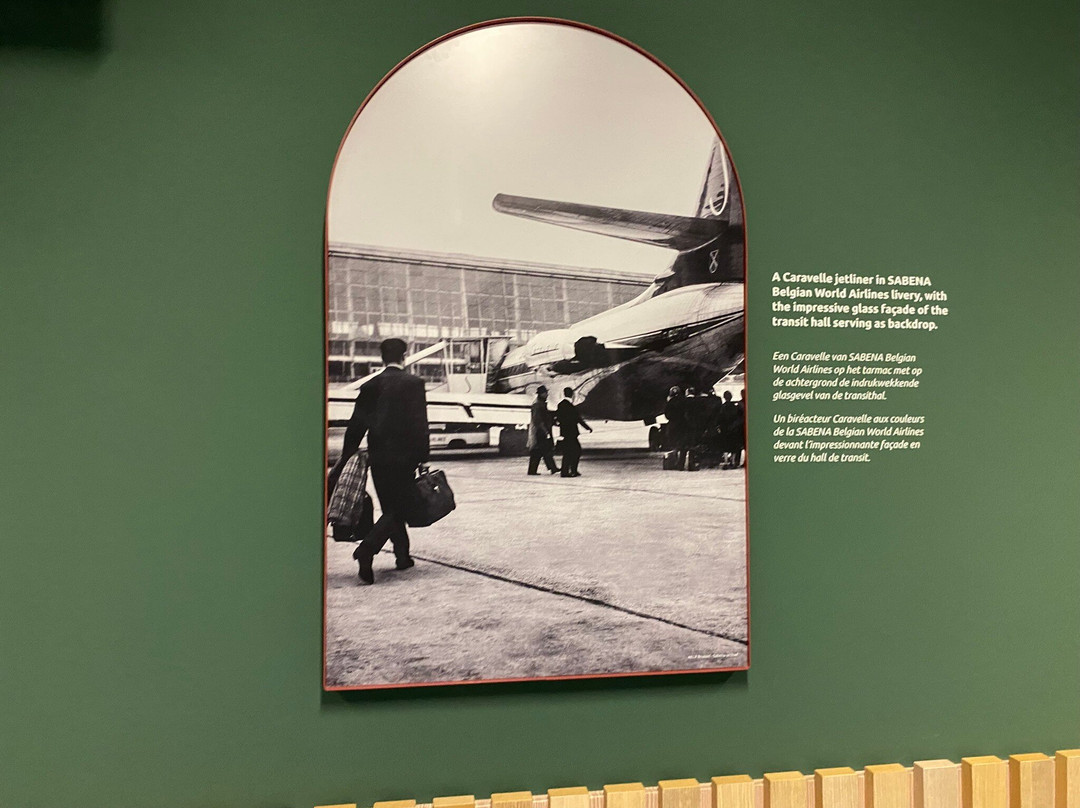 A Caravelle jetliner in SABENA
Belgian World Airlines livery, with
the impressive glass façade of the
transit hall serving as backdrop.
Een Caravelle van SABENA Belgian
World Airlines op het tarmac met op
de achtergrond de indrukwekkende
glasgevel van de transithal.
Un biréacteur Caravelle aux couleurs
de la SABENA Belgian World Airlines
devant l'impressionnante façade en
verre du hall de transit.